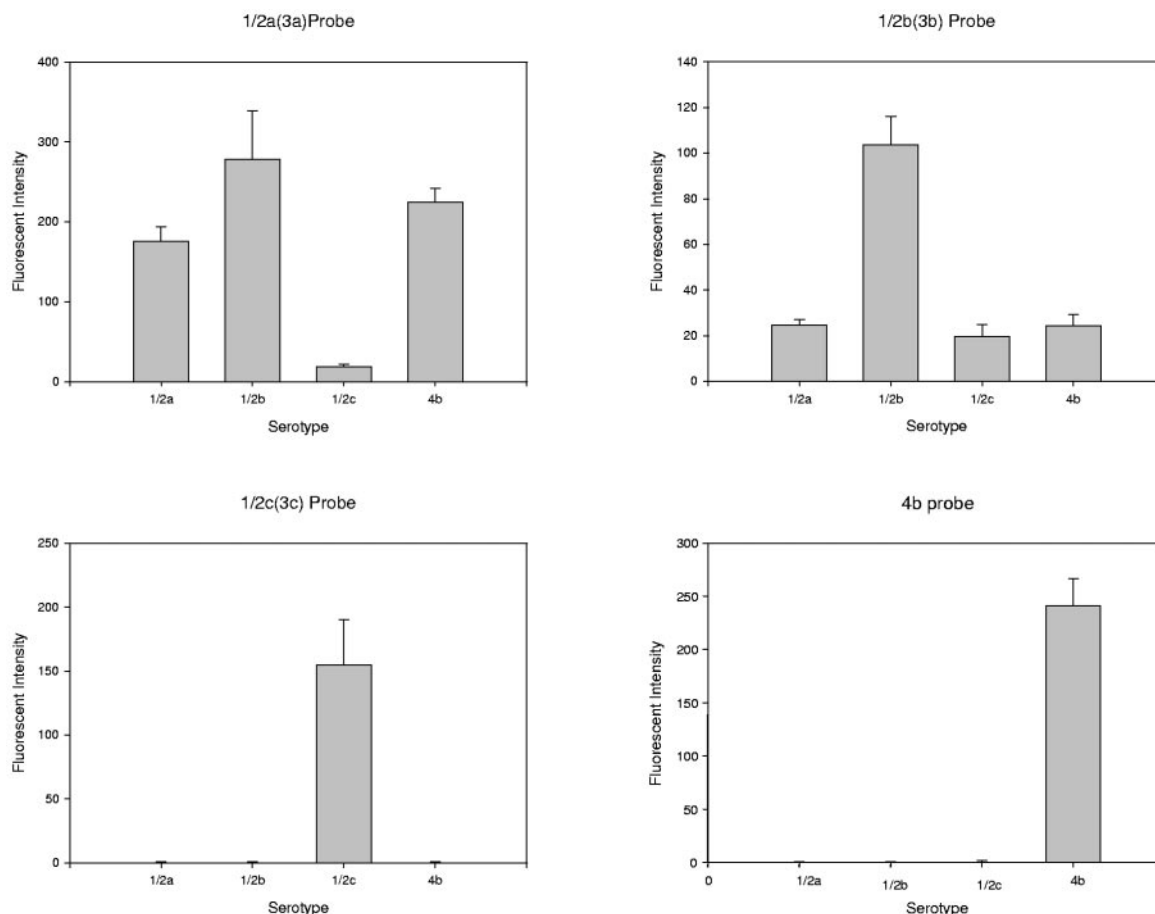 1/2a(3a)Probe
400
300
200
100
0
Fluorescent Intensity
1/2a 1/2b 1/2c 4b
Serotype
1/2b(3b) Probe
140
120
100
80
60
40
20
0
Fluorescent Intensity
1/2a 1/2b 1/2c 4b
Serotype
1/2c(3c) Probe
250
200
150
100
50
0
Fluorescent Intensity
1/2a 1/2b 1/2c 4b
Serotype
4b probe
300
250
200
150
100
50
0
Fluorescent Intensity
0 1/2a 1/2b 1/2c 4b
Serotype